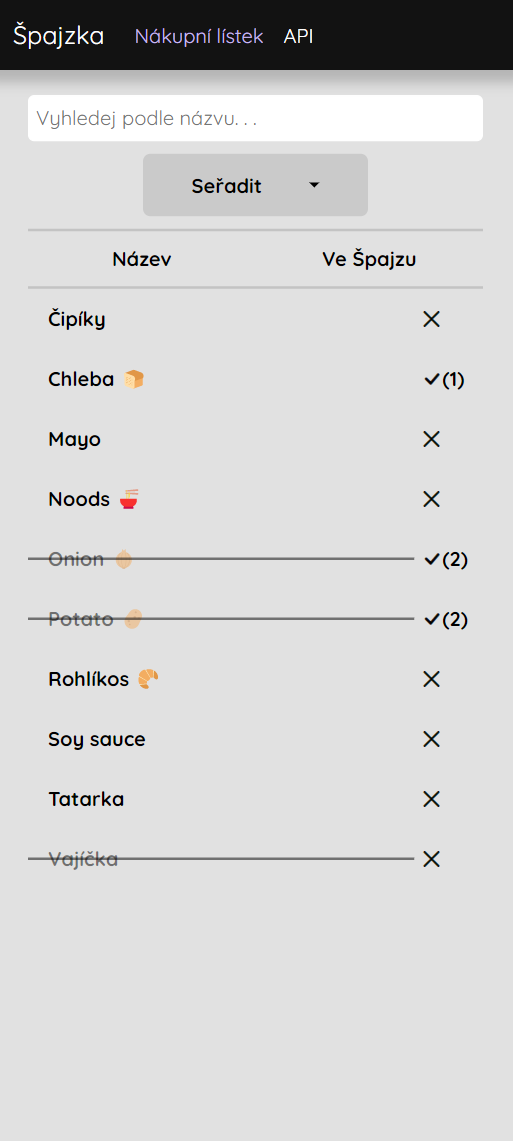 Špajzka Nákupní lístek API
Vyhledej podle názvu. . .
Seřadit
Název Ve Špajzu
Čipíky
Chleba (1)
Mayo
Noods
Onion (2)
Potato (2)
Rohlíkos
Soy sauce
Tatarka
Vajíčka